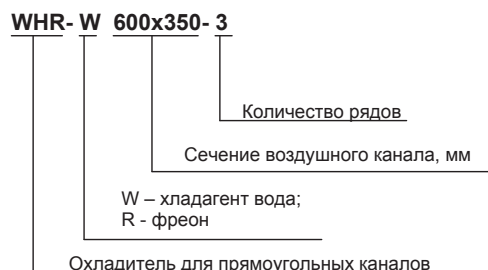 WHR- W 600x350- 3
Количество рядов
Сечение воздушного канала, мм
W – хладагент вода;
R - фреон
Охладитель для прямоугольных каналов